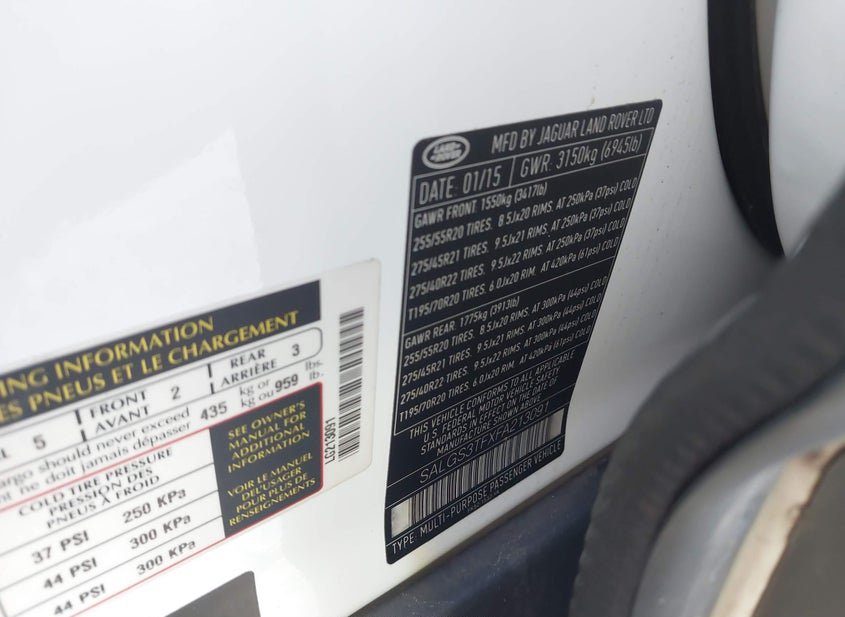 LAND ROVER
MFD BY JAGUAR LAND ROVER LTD
DATE: 01/15 GWR: 3150kg (6945lb)
GAWR FRONT 1550kg (3417lb)
255/55R20 TIRES. 8.5Jx20 RIMS. AT 250kPa (37psi) COLD
275/45R21 TIRES. 9.5Jx21 RIMS. AT 250kPa (37psi) COLD
275/40R22 TIRES. 9.5Jx22 RIMS. AT 250kPa (37psi) COLD
T195/70R20 TIRES. 6.0Jx20 RIM. AT 420kPa (61psi) COLD
GAWR REAR. 1775kg (3913lb)
255/55R20 TIRES. 8.5Jx20 RIMS. AT 300kPa (44psi) COLD
275/45R21 TIRES. 9.5Jx21 RIMS. AT 300kPa (44psi) COLD
275/40R22 TIRES. 9.5Jx22 RIMS. AT 300kPa (44psi) COLD
T195/70R20 TIRES. 6.0Jx20 RIM. AT 420kPa (61psi) COLD
THIS VEHICLE CONFORMS TO ALL APPLICABLE
U.S. FEDERAL MOTOR VEHICLE SAFETY
STANDARDS IN EFFECT ON THE DATE OF
MANUFACTURE SHOWN ABOVE
SALGS3TFXFA213091
TYPE: MULTI-PURPOSE PASSENGER VEHICLE
ING INFORMATION
ES PNEUS ET LE CHARGEMENT
L 5 FRONT AVANT 2 REAR ARRIÈRE 3
argo should never exceed
nt ne doit jamais dépasser 435 kg or kg ou 959 lbs. lb.
COLD TIRE PRESSURE
PRESSION DES
PNEUS À FROID
37 PSI 250 KPa
44 PSI 300 KPa
44 PSI 300 KPa
SEE OWNER'S
MANUAL FOR
ADDITIONAL
INFORMATION
VOIR LE MANUEL
DE L'USAGER
POUR PLUS DE
RENSEIGNEMENTS